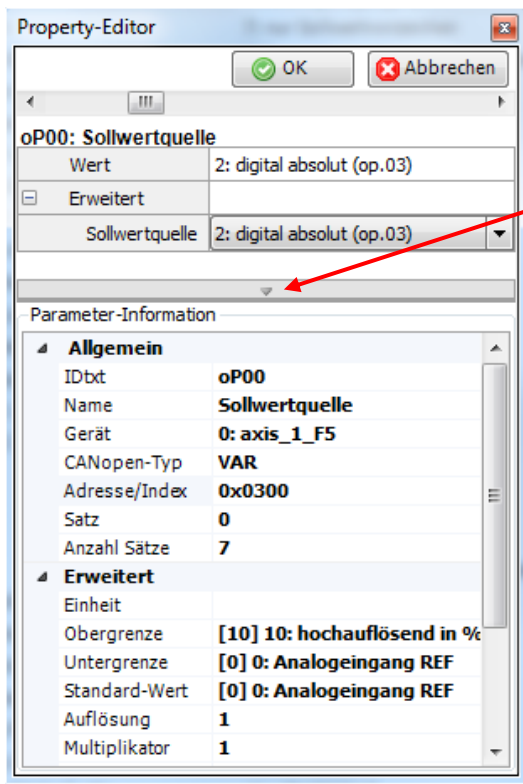 Property-Editor
OK Abbrechen
oP00: Sollwertquelle
Wert 2: digital absolut (op.03)
Erweitert
Sollwertquelle 2: digital absolut (op.03)
Parameter-Information
Allgemein
IDtxt oP00
Name Sollwertquelle
Gerät 0: axis_1_F5
CANopen-Typ VAR
Adresse/Index 0x0300
Satz 0
Anzahl Sätze 7
Erweitert
Einheit
Obergrenze [10] 10: hochauflösend in %
Untergrenze [0] 0: Analogeingang REF
Standard-Wert [0] 0: Analogeingang REF
Auflösung 1
Multiplikator 1